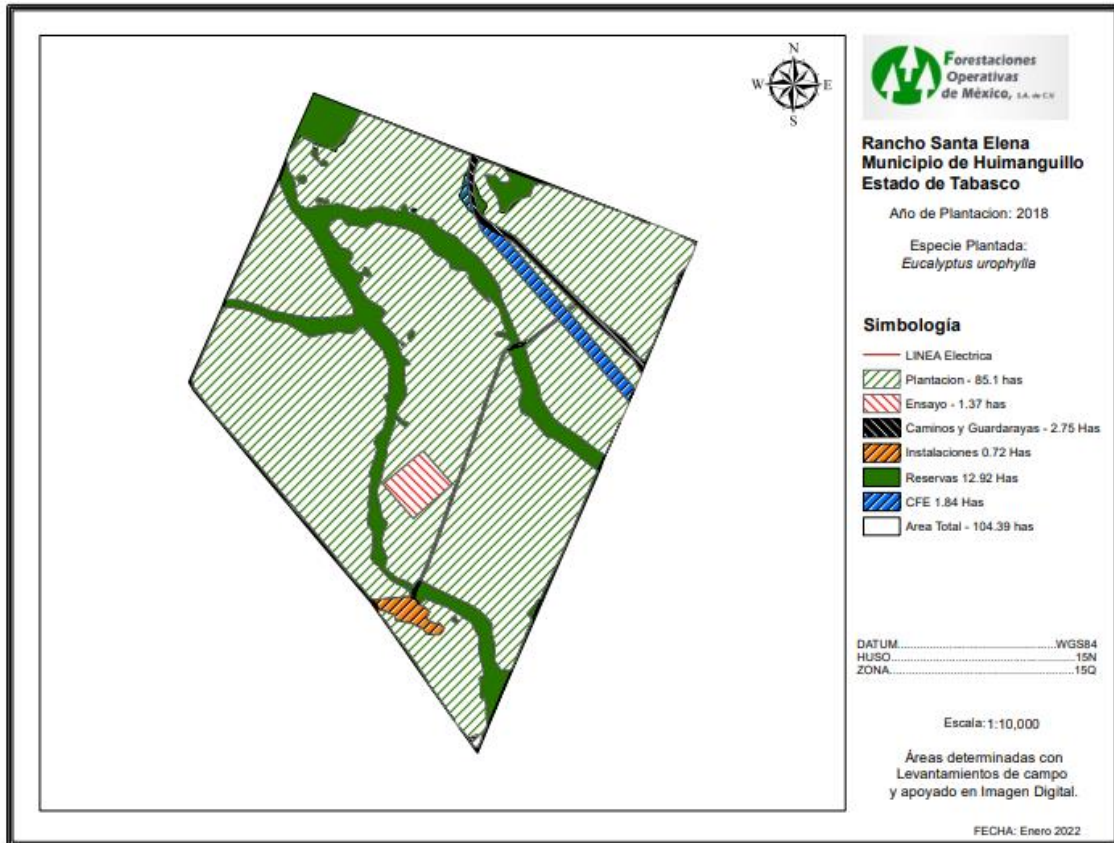 N
W E
S
Forestaciones
Operativas
de México, S.A. de C.V.
Rancho Santa Elena
Municipio de Huimanguillo
Estado de Tabasco
Año de Plantacion: 2018
Especie Plantada:
Eucalyptus urophylla
Simbología
LINEA Electrica
Plantacion - 85.1 has
Ensayo - 1.37 has
Caminos y Guardarayas - 2.75 Has
Instalaciones 0.72 Has
Reservas 12.92 Has
CFE 1.84 Has
Area Total - 104.39 has
DATUM..................................................WGS84
HUSO........................................................15N
ZONA........................................................15Q
Escala: 1:10,000
Áreas determinadas con
Levantamientos de campo
y apoyado en Imagen Digital.
FECHA: Enero 2022